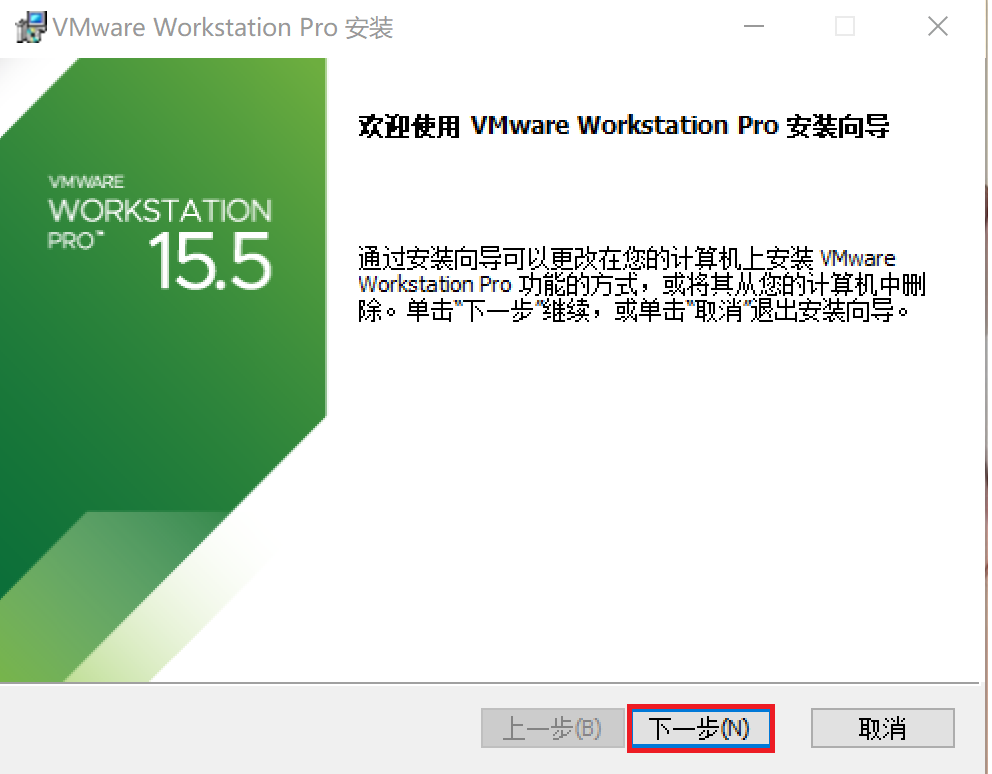 VMware Workstation Pro 安装
VMWARE
WORKSTATION
PRO™ 15.5
欢迎使用 VMware Workstation Pro 安装向导
通过安装向导可以更改在您的计算机上安装 VMware
Workstation Pro 功能的方式，或将其从您的计算机中删
除。单击“下一步”继续，或单击“取消”退出安装向导。
上一步(B)
下一步(N)
取消